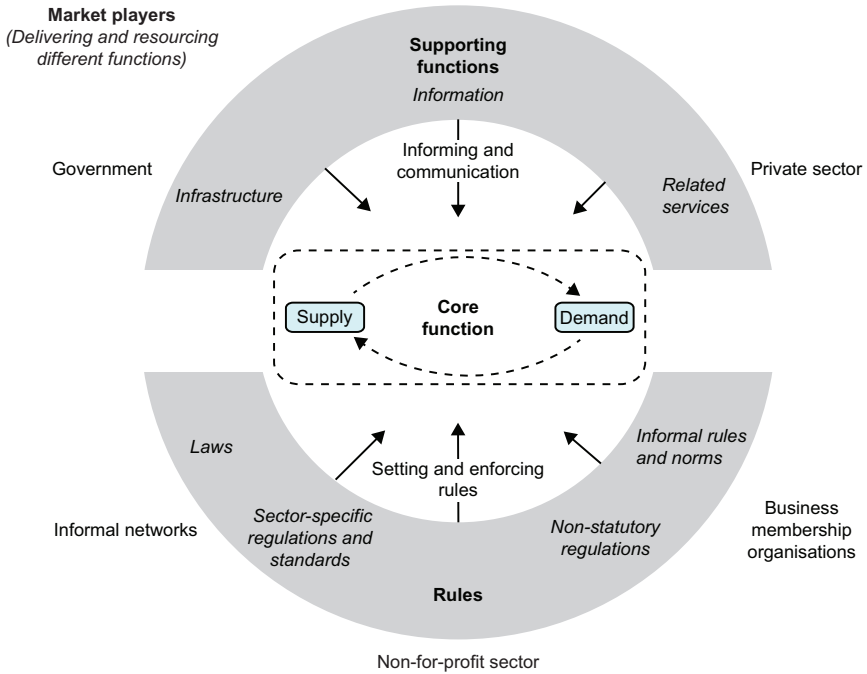 Market players
(Delivering and resourcing
different functions)
Supporting
functions
Information
Informing and
communication
Government
Infrastructure
Related
services
Private sector
Supply
Core
function
Demand
Laws
Informal rules
and norms
Setting and enforcing
rules
Informal networks
Sector-specific
regulations and
standards
Non-statutory
regulations
Business
membership
organisations
Rules
Non-for-profit sector